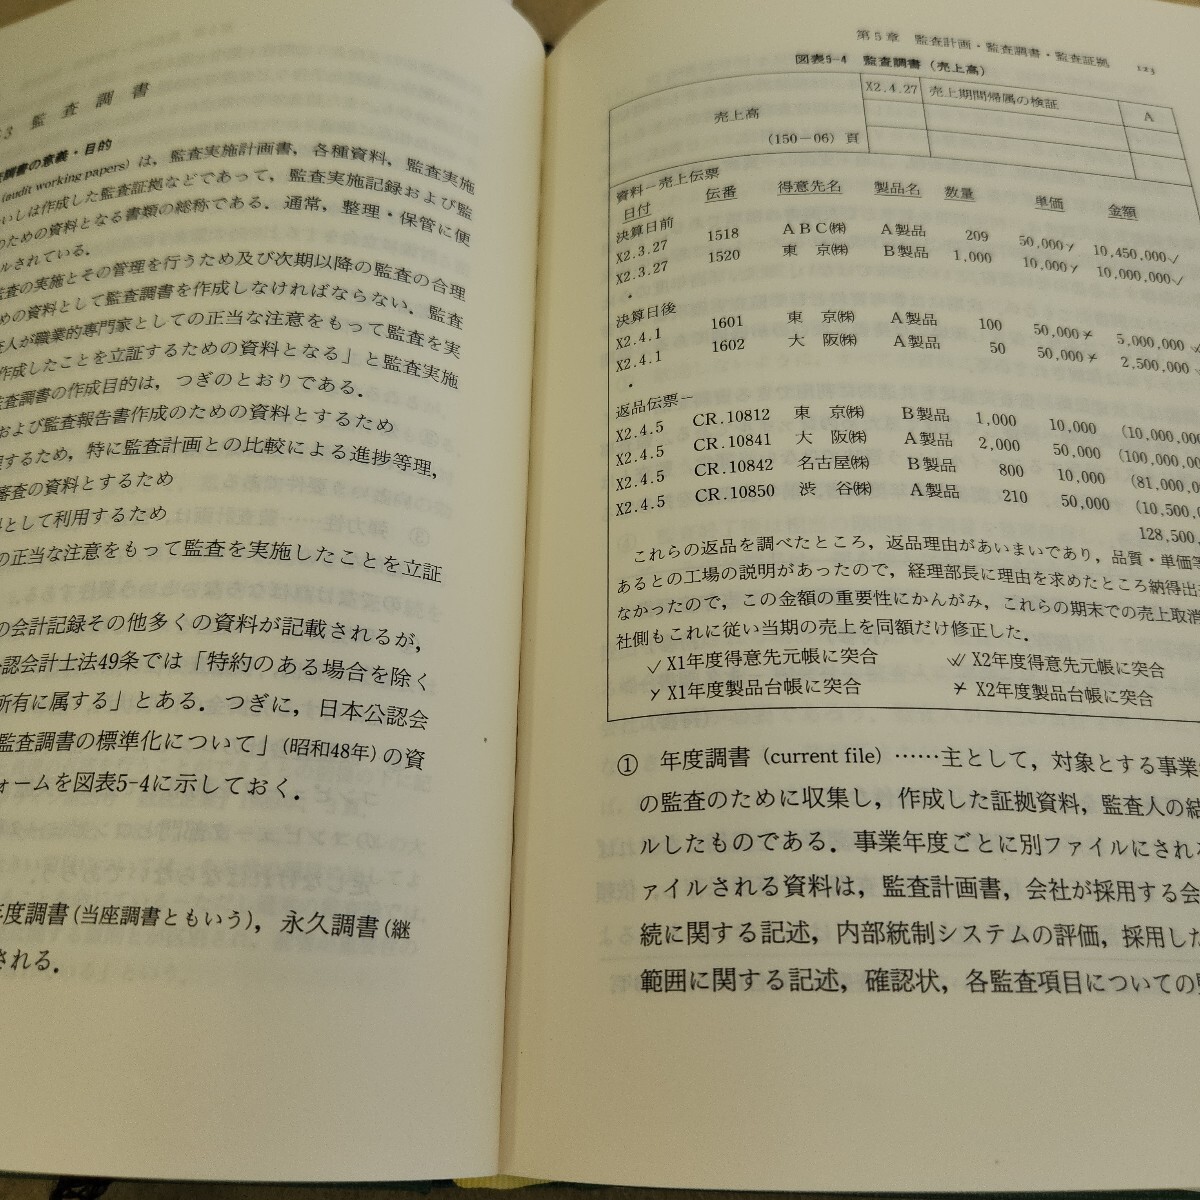 3 監査調書
調書の意義・目的
(audit working papers) は，監査実施計画書，各種資料，監査実施
いしは作成した監査証拠などであって，監査実施記録および監
のための資料となる書類の総称である．通常，整理・保管に便
ルされている．
監査の実施とその管理を行うため及び次期以降の監査の合理
めの資料として監査調書を作成しなければならない．監査
査人が職業的専門家としての正当な注意をもって監査を実
作成したことを立証するための資料となる」と監査実施
監査調書の作成目的は，つぎのとおりである．
および監査報告書作成のための資料とするため
するため，特に監査計画との比較による進捗等理，
審査の資料とするため
として利用するため
の正当な注意をもって監査を実施したことを立証
の会計記録その他多くの資料が記載されるが，
認会計士法49条では「特約のある場合を除く
所有に属する」とある．つぎに，日本公認会
監査調書の標準化について」(昭和48年) の資
ォームを図表5-4に示しておく．
年度調書 (当座調書ともいう)，永久調書 (継
される．
第5章 監査計画・監査調書・監査証拠 123
図表5-4 監査調書 (売上高)
売上高 X2.4.27 売上期間帰属の検証 A
(150-06) 頁
資料－売上伝票
日付 伝番 得意先名 製品名 数量 単価 金額
決算日前
X2.3.27 1518 ABC㈱ A製品 209 50,000 10,450,000✓
X2.3.27 1520 東 京㈱ B製品 1,000 10,000 10,000,000✓
・
決算日後
X2.4.1 1601 東 京㈱ A製品 100 50,000 5,000,000
X2.4.1 1602 大 阪㈱ A製品 50 50,000 2,500,000
・
返品伝票－
X2.4.5 CR.10812 東 京㈱ B製品 1,000 10,000 (10,000,00
X2.4.5 CR.10841 大 阪㈱ A製品 2,000 50,000 (100,000,00
X2.4.5 CR.10842 名古屋㈱ B製品 800 10,000 (81,000,0
X2.4.5 CR.10850 渋 谷㈱ A製品 210 50,000 (10,500,0
128,500,
これらの返品を調べたところ，返品理由があいまいであり，品質・単価等
あるとの工場の説明があったので，経理部長に理由を求めたところ納得出
なかったので，この金額の重要性にかんがみ，これらの期末での売上取消
社側もこれに従い当期の売上を同額だけ修正した．
✓ X1年度得意先元帳に突合 X2年度得意先元帳に突合
X1年度製品台帳に突合 X2年度製品台帳に突合
① 年度調書 (current file) ……主として，対象とする事業
の監査のために収集し，作成した証拠資料，監査人の結
ルしたものである．事業年度ごとに別ファイルにされ
ァイルされる資料は，監査計画書，会社が採用する会
続に関する記述，内部統制システムの評価，採用した
範囲に関する記述，確認状，各監査項目についての